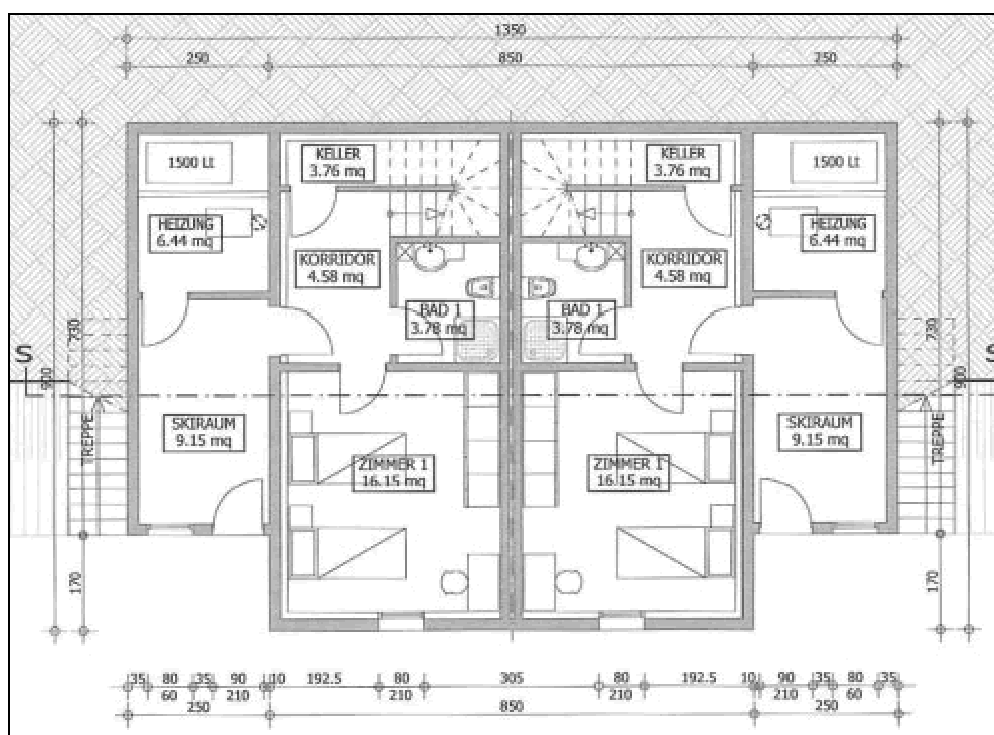 1350
250 850 250
1500 Lt
KELLER
3.76 mq
KELLER
3.76 mq
1500 Lt
HEIZUNG
6.44 mq
HEIZUNG
6.44 mq
KORRIDOR
4.58 mq
KORRIDOR
4.58 mq
BAD 1
3.78 mq
BAD 1
3.78 mq
730
900
730
900
S
S
TREPPE
TREPPE
SKIRAUM
9.15 mq
SKIRAUM
9.15 mq
ZIMMER 1
16.15 mq
ZIMMER 1
16.15 mq
170
170
35 80 35 90 10 192.5 80 305 80 192.5 10 90 35 80 35
60 210 210 210 210 60
250 850 250